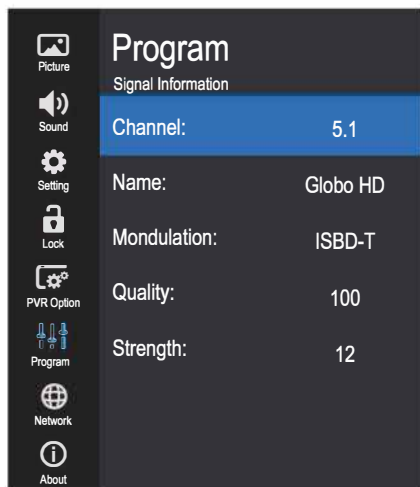 Picture
Sound
Setting
Lock
PVR Option
Program
Network
About
Program
Signal Information
Channel: 5.1
Name: Globo HD
Mondulation: ISBD-T
Quality: 100
Strength: 12